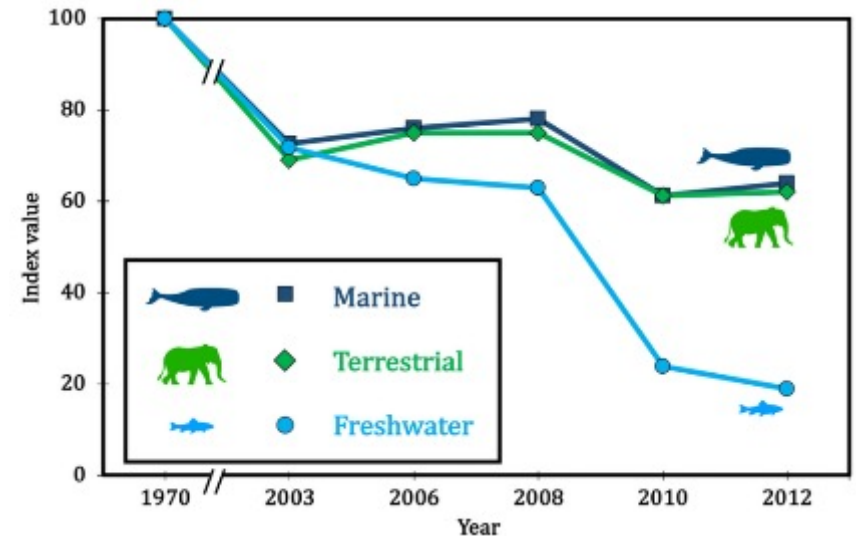 100
80
60
40
20
0
Index value
Marine
Terrestrial
Freshwater
1970 // 2003 2006 2008 2010 2012
Year